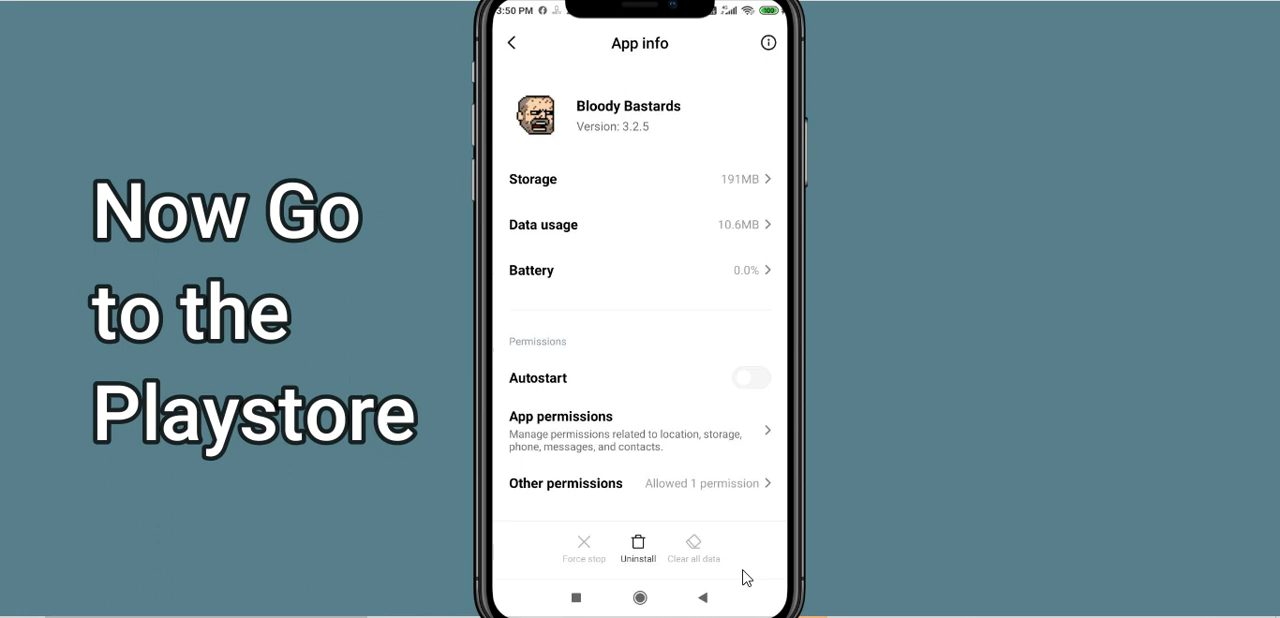 3:50 PM
100
App info
Bloody Bastards
Version: 3.2.5
Storage 191MB
Data usage 10.6MB
Battery 0.0%
Permissions
Autostart
App permissions
Manage permissions related to location, storage,
phone, messages, and contacts.
Other permissions Allowed 1 permission
Force stop Uninstall Clear all data
Now Go
to the
Playstore